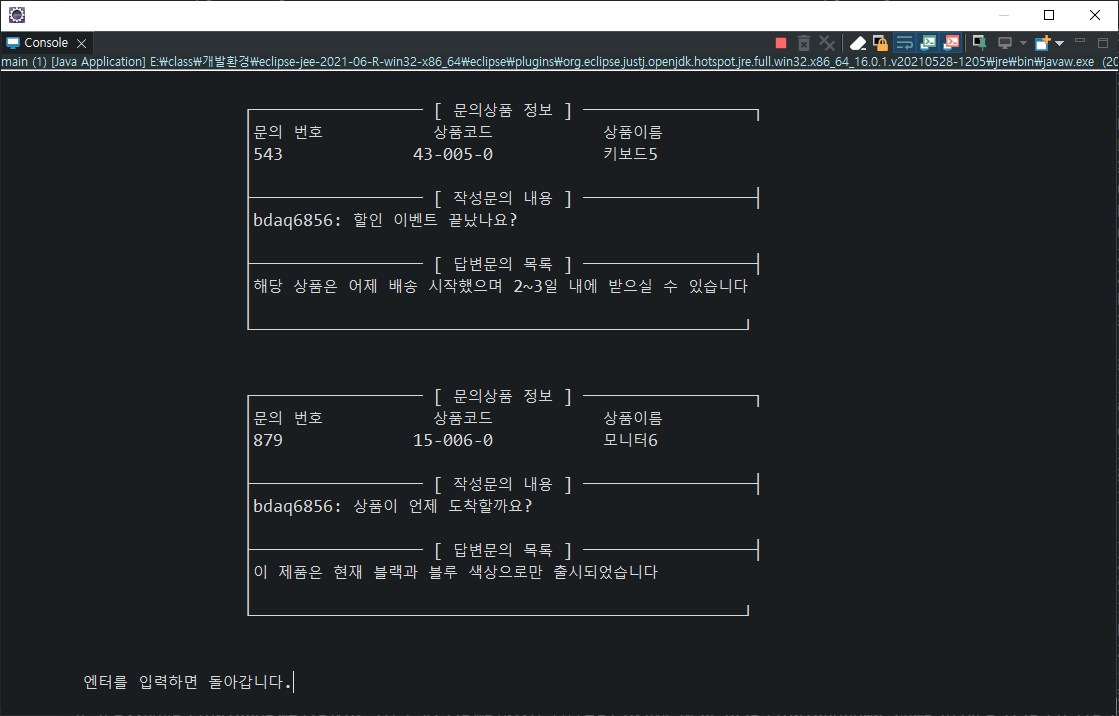 Console
main (1) [Java Application] E:₩class₩개발환경₩eclipse-jee-2021-06-R-win32-x86_64₩eclipse₩plugins₩org.eclipse.justj.openjdk.hotspot.jre.full.win32.x86_64_16.0.1.v20210528-1205₩jre₩bin₩javaw.exe (20
[ 문의상품 정보 ]
문의 번호 상품코드 상품이름
543 43-005-0 키보드5
[ 작성문의 내용 ]
bdaq6856: 할인 이벤트 끝났나요?
[ 답변문의 목록 ]
해당 상품은 어제 배송 시작했으며 2~3일 내에 받으실 수 있습니다
[ 문의상품 정보 ]
문의 번호 상품코드 상품이름
879 15-006-0 모니터6
[ 작성문의 내용 ]
bdaq6856: 상품이 언제 도착할까요?
[ 답변문의 목록 ]
이 제품은 현재 블랙과 블루 색상으로만 출시되었습니다
엔터를 입력하면 돌아갑니다.